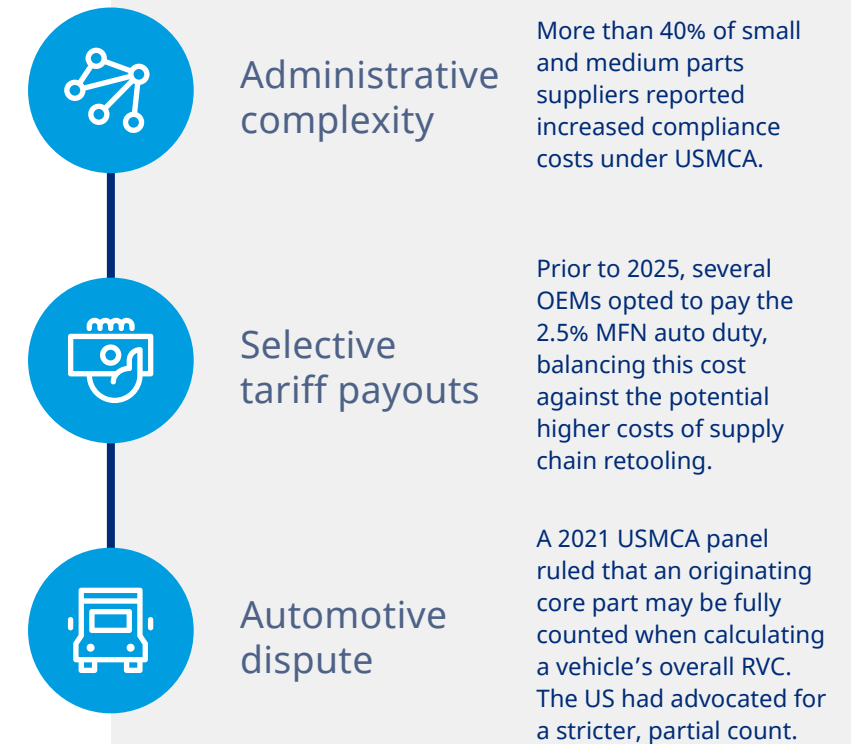 Administrative
complexity
More than 40% of small
and medium parts
suppliers reported
increased compliance
costs under USMCA.
Selective
tariff payouts
Prior to 2025, several
OEMs opted to pay the
2.5% MFN auto duty,
balancing this cost
against the potential
higher costs of supply
chain retooling.
Automotive
dispute
A 2021 USMCA panel
ruled that an originating
core part may be fully
counted when calculating
a vehicle’s overall RVC.
The US had advocated for
a stricter, partial count.